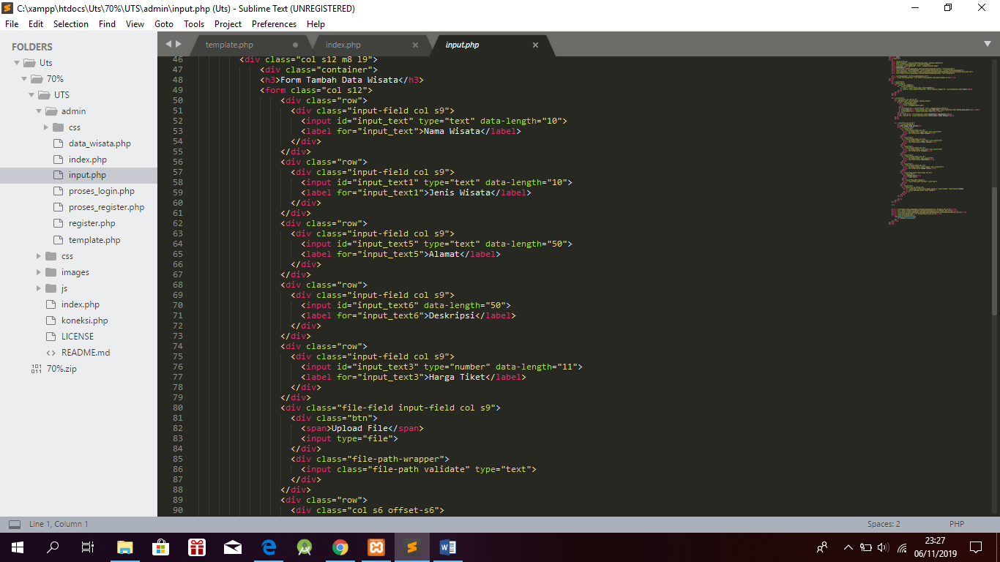 C:\xampp\htdocs\Uts\70%\UTS\admin\input.php (Uts) - Sublime Text (UNREGISTERED)
File Edit Selection Find View Goto Tools Project Preferences Help
FOLDERS
Uts
70%
UTS
admin
css
data_wisata.php
index.php
input.php
proses_login.php
proses_register.php
register.php
template.php
css
images
js
index.php
koneksi.php
LICENSE
README.md
70%.zip
template.php index.php input.php
46 <div class="col s12 m8 l9">
47 <div class="container">
48 <h3>Form Tambah Data Wisata</h3>
49 <form class="col s12">
50 <div class="row">
51 <div class="input-field col s9">
52 <input id="input_text" type="text" data-length="10">
53 <label for="input_text">Nama Wisata</label>
54 </div>
55 </div>
56 <div class="row">
57 <div class="input-field col s9">
58 <input id="input_text1" type="text" data-length="10">
59 <label for="input_text1">Jenis Wisata</label>
60 </div>
61 </div>
62 <div class="row">
63 <div class="input-field col s9">
64 <input id="input_text5" type="text" data-length="50">
65 <label for="input_text5">Alamat</label>
66 </div>
67 </div>
68 <div class="row">
69 <div class="input-field col s9">
70 <input id="input_text6" data-length="50">
71 <label for="input_text6">Deskripsi</label>
72 </div>
73 </div>
74 <div class="row">
75 <div class="input-field col s9">
76 <input id="input_text3" type="number" data-length="11">
77 <label for="input_text3">Harga Tiket</label>
78 </div>
79 </div>
80 <div class="file-field input-field col s9">
81 <div class="btn">
82 <span>Upload File</span>
83 <input type="file">
84 </div>
85 <div class="file-path-wrapper">
86 <input class="file-path validate" type="text">
87 </div>
88 </div>
89 <div class="row">
90 <div class="col s6 offset-s6">
Line 1, Column 1 Spaces: 2 PHP
23:27
06/11/2019